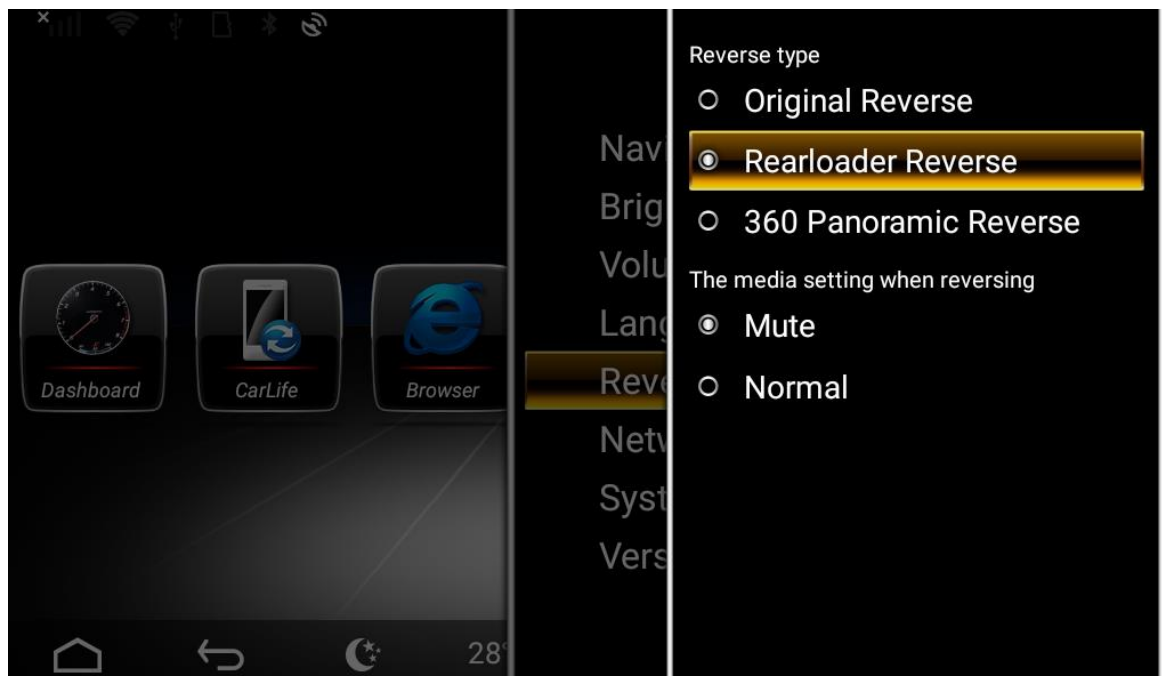 Dashboard
CarLife
Browser
28°
Navi
Brig
Volu
Lang
Reve
Netw
Syst
Vers
Reverse type
Original Reverse
Rearloader Reverse
360 Panoramic Reverse
The media setting when reversing
Mute
Normal